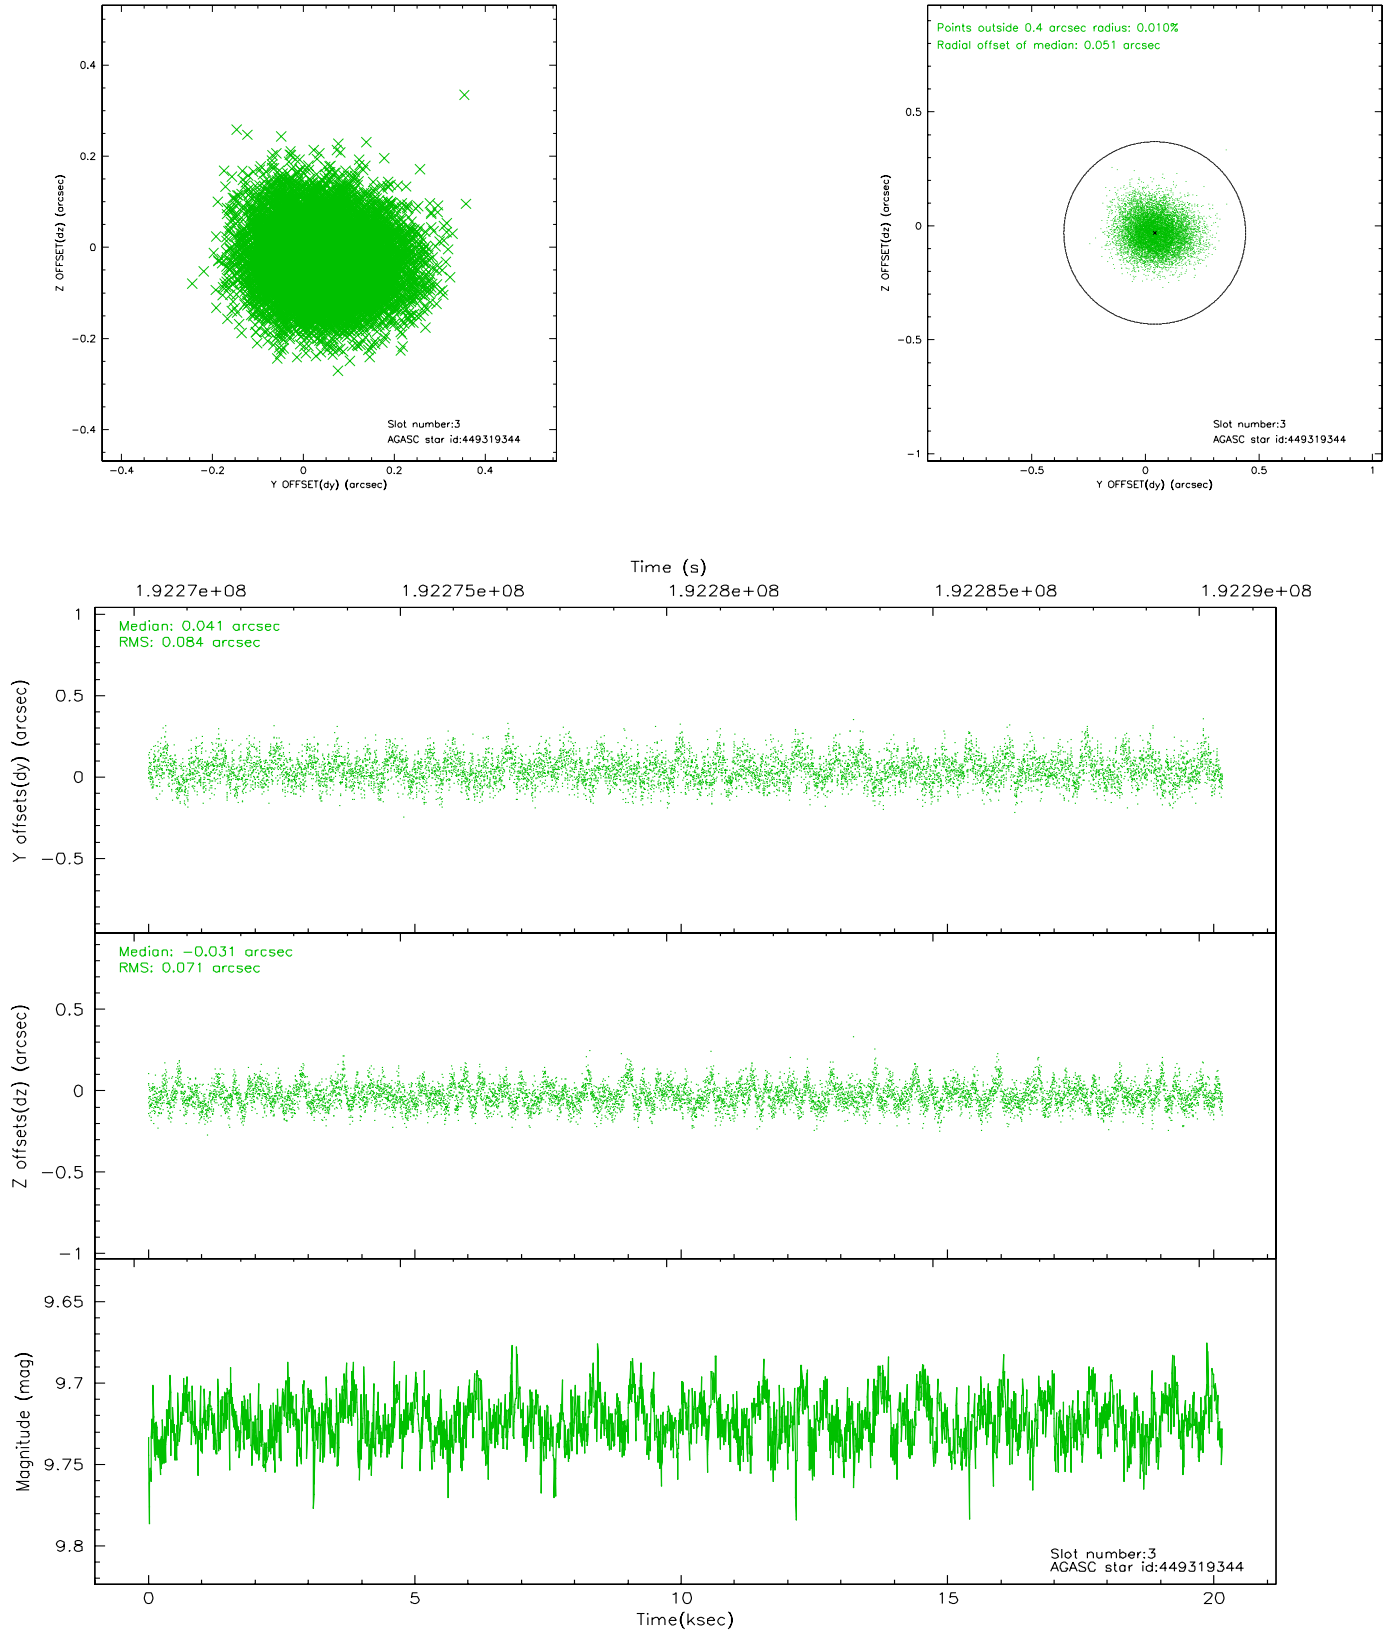 0.4
0.2
0
−0.2
−0.4
Z OFFSET(dz) (arcsec)
Slot number:3
AGASC star id:449319344
−0.4
−0.2
0
0.2
0.4
Y OFFSET(dy) (arcsec)
Points outside 0.4 arcsec radius: 0.010%
Radial offset of median: 0.051 arcsec
0.5
0
−0.5
−1
Z OFFSET(dz) (arcsec)
Slot number:3
AGASC star id:449319344
−0.5
0
0.5
1
Y OFFSET(dy) (arcsec)
Time (s)
1.9227e+08
1.92275e+08
1.9228e+08
1.92285e+08
1.9229e+08
Median: 0.041 arcsec
RMS: 0.084 arcsec
1
0.5
0
−0.5
Y offsets(dy) (arcsec)
Median: −0.031 arcsec
RMS: 0.071 arcsec
0.5
0
−0.5
−1
Z offsets(dz) (arcsec)
9.65
9.7
9.75
9.8
Magnitude (mag)
Slot number:3
AGASC star id:449319344
0
5
10
15
20
Time(ksec)